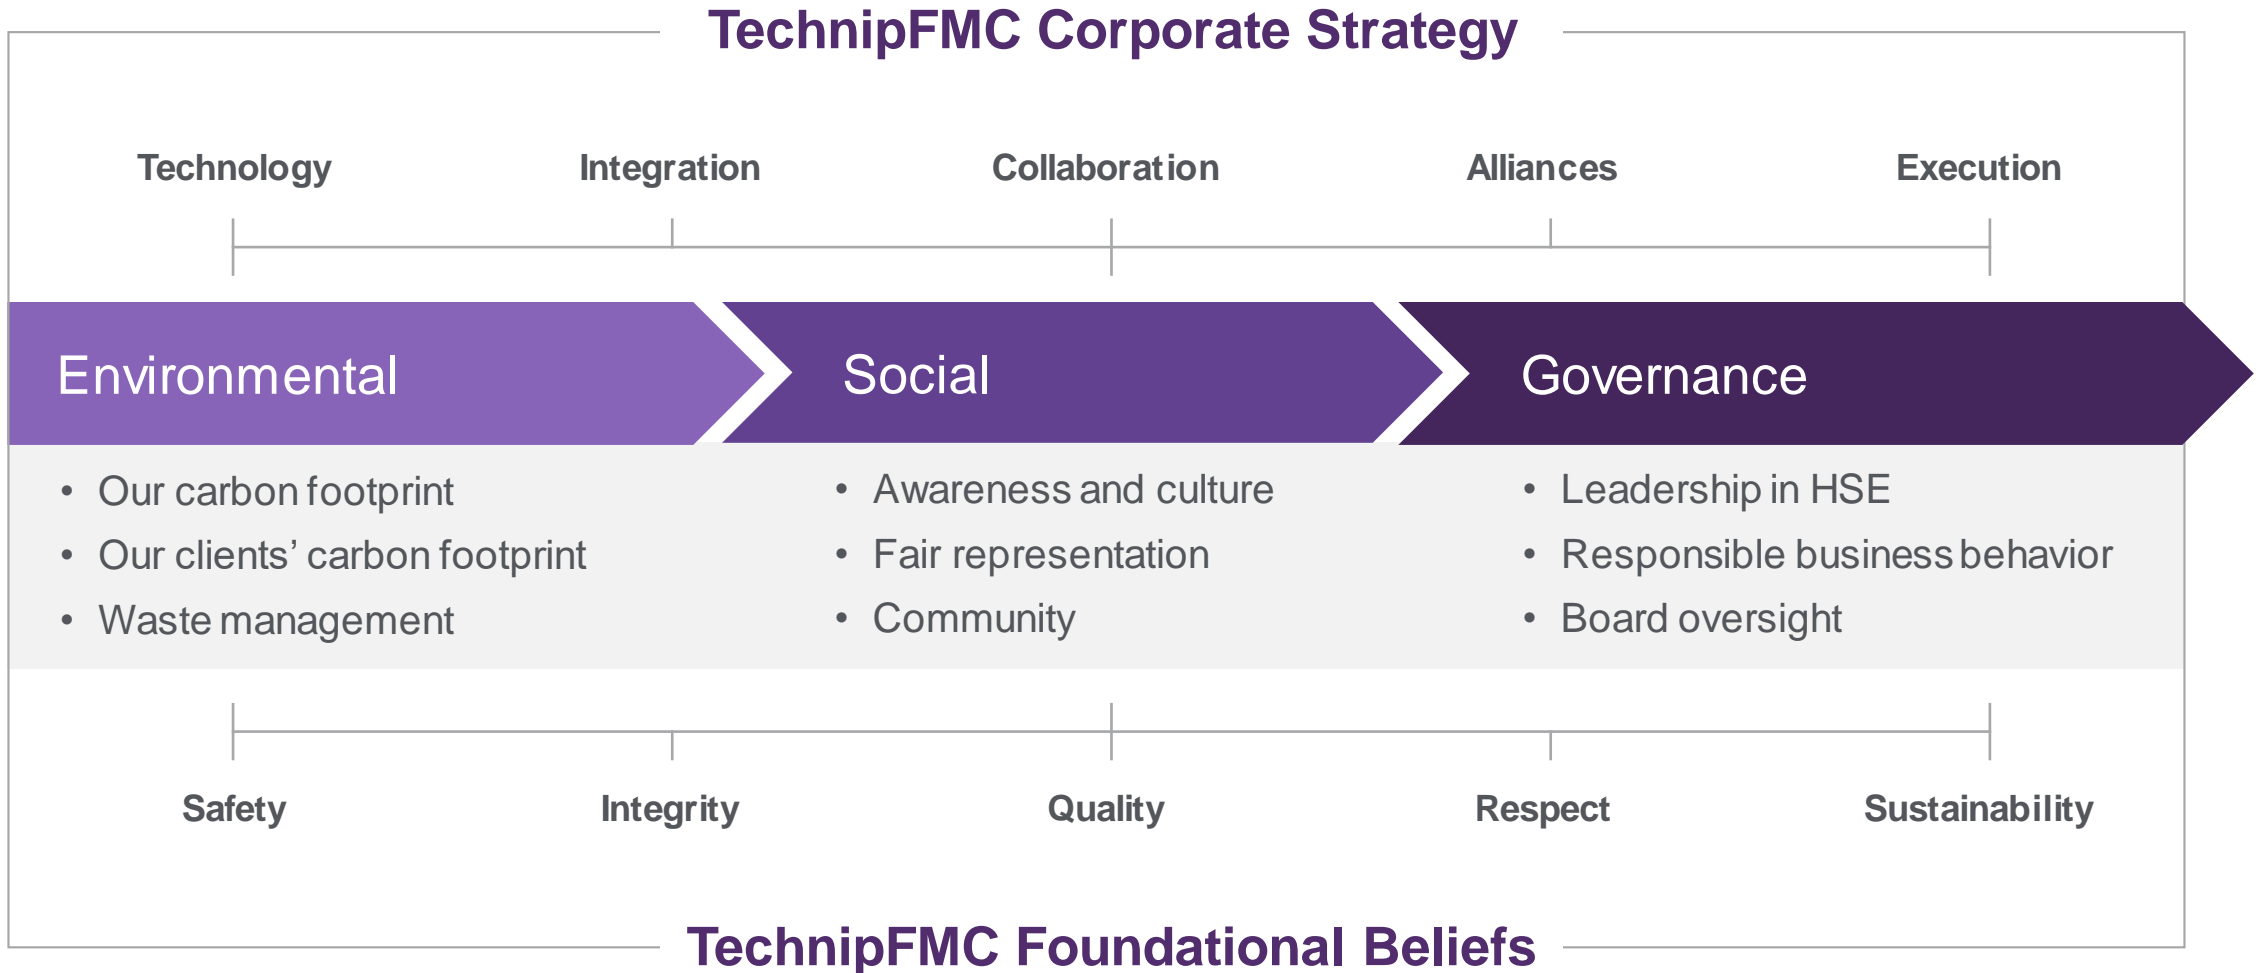 TechnipFMC Corporate Strategy
Technology
Integration
Collaboration
Alliances
Execution
Environmental
• Our carbon footprint
• Our clients’ carbon footprint
• Waste management
Social
• Awareness and culture
• Fair representation
• Community
Governance
• Leadership in HSE
• Responsible business behavior
• Board oversight
Safety
Integrity
Quality
Respect
Sustainability
TechnipFMC Foundational Beliefs